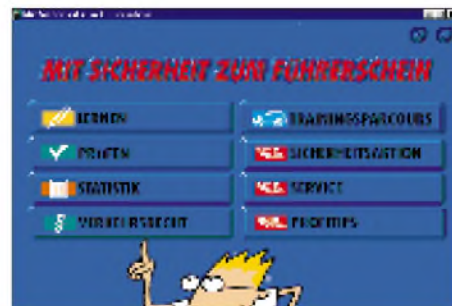 MIT SICHERHEIT ZUM FÜHRERSCHEIN
LERNEN
PRÜFEN
STATISTIK
VERKEHRSRECHT
TRAININGSPARCOURS
SICHERHEITSAKTION
SERVICE
PROFITIPS